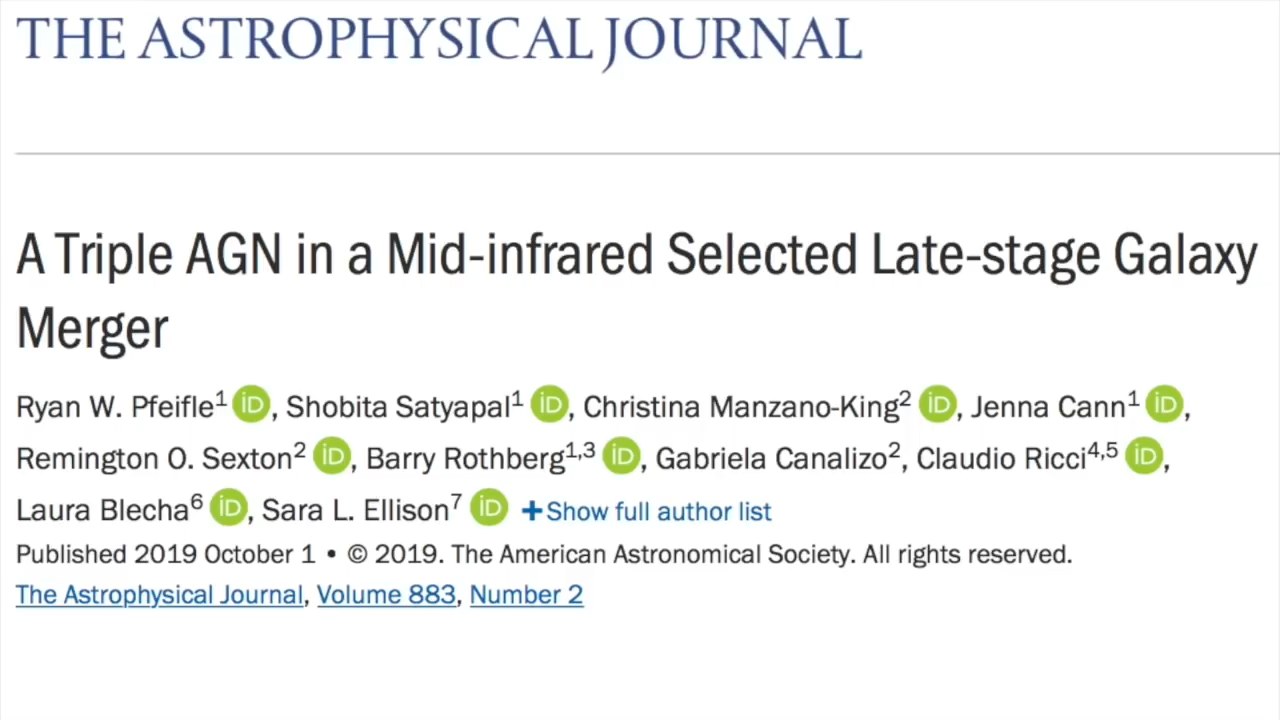 THE ASTROPHYSICAL JOURNAL
A Triple AGN in a Mid-infrared Selected Late-stage Galaxy
Merger
Ryan W. Pfeifle1 iD, Shobita Satyapal1 iD, Christina Manzano-King2 iD, Jenna Cann1 iD,
Remington O. Sexton2 iD, Barry Rothberg1,3 iD, Gabriela Canalizo2, Claudio Ricci4,5 iD,
Laura Blecha6 iD, Sara L. Ellison7 iD +Show full author list
Published 2019 October 1 • © 2019. The American Astronomical Society. All rights reserved.
The Astrophysical Journal, Volume 883, Number 2